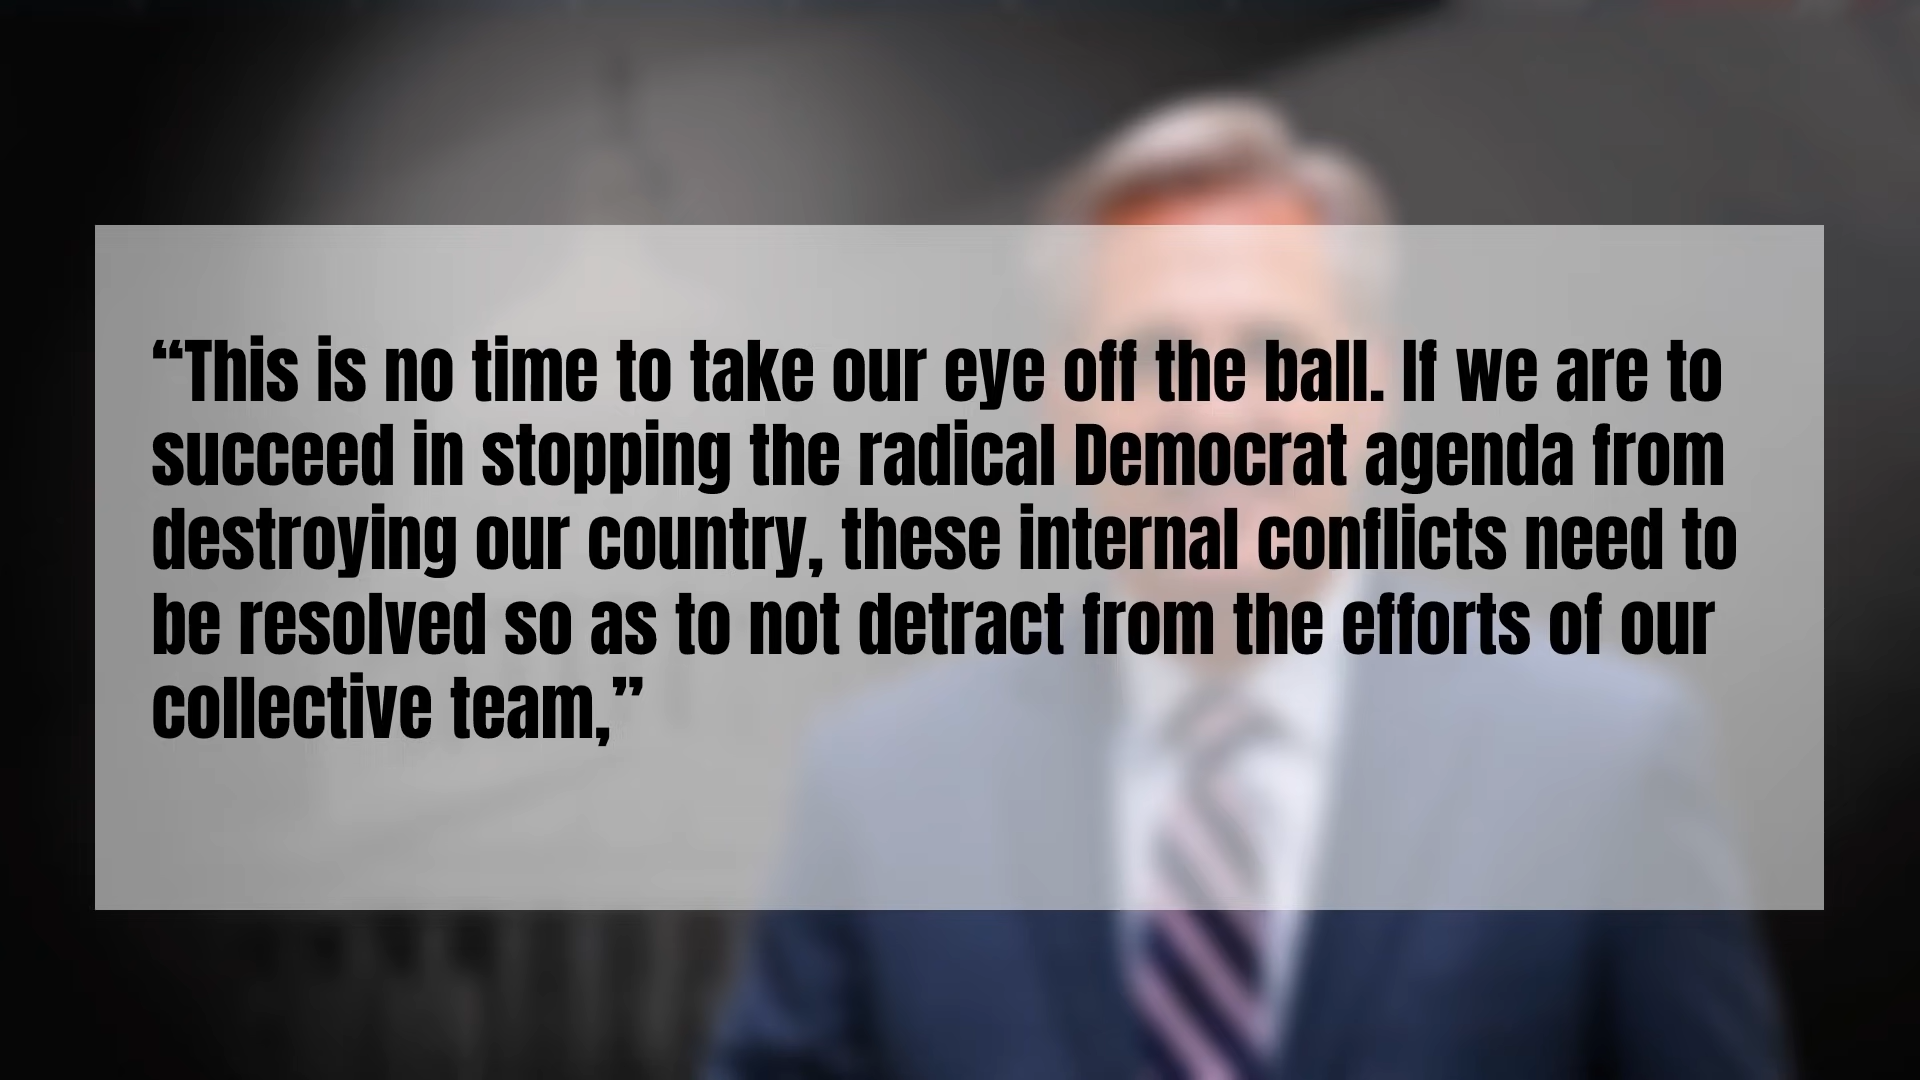 “This is no time to take our eye off the ball. If we are to
succeed in stopping the radical Democrat agenda from
destroying our country, these internal conflicts need to
be resolved so as to not detract from the efforts of our
collective team,”